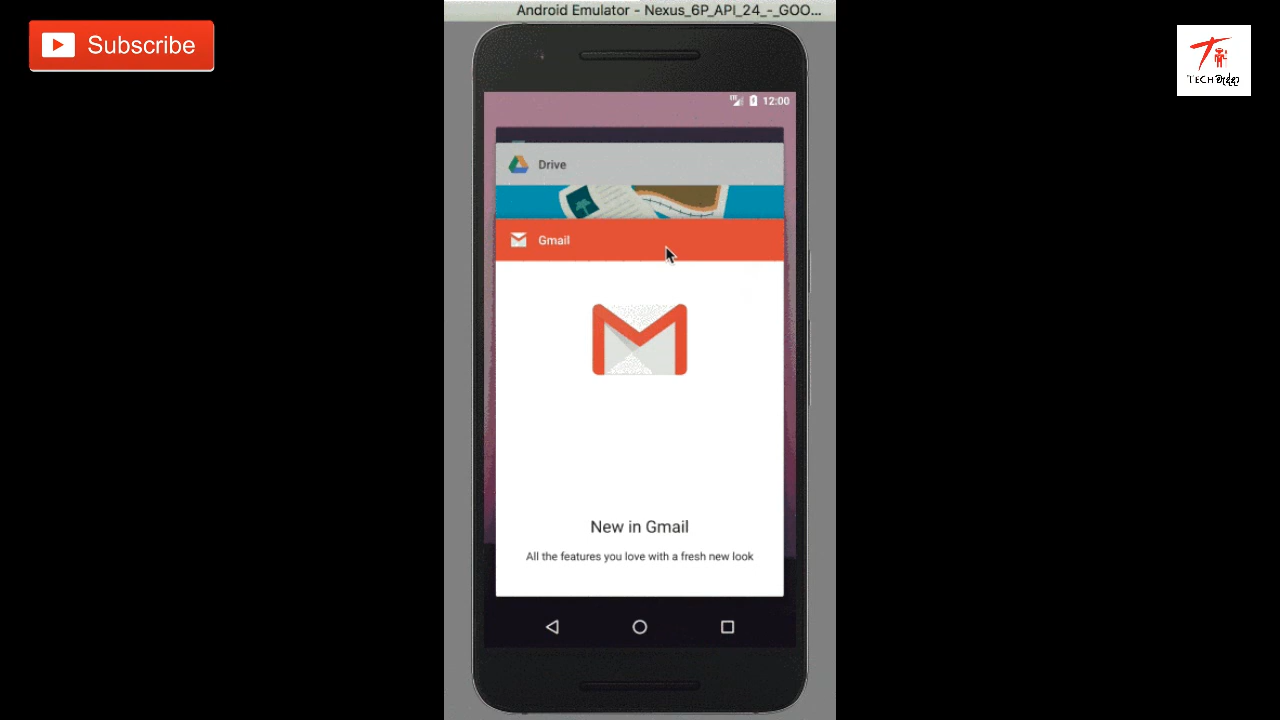 Android Emulator - Nexus_6P_API_24_-_GOO...
Subscribe
12:00
Drive
Gmail
New in Gmail
All the features you love with a fresh new look